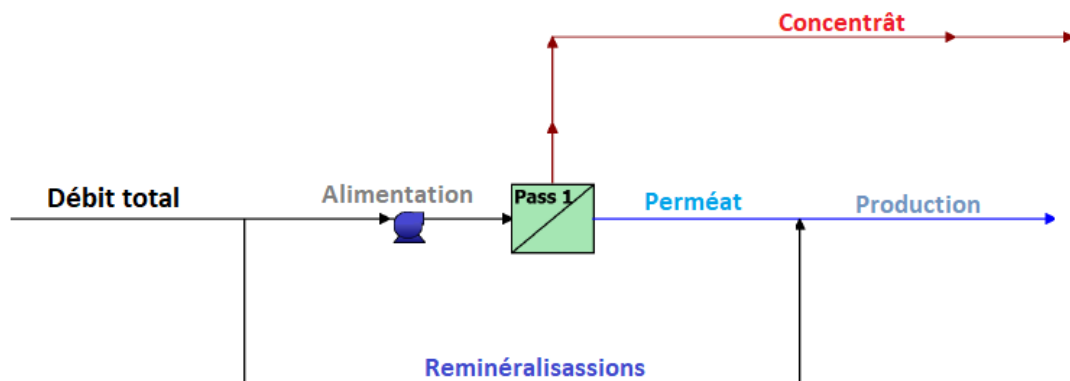 Concentrât
Débit total
Alimentation
Pass 1
Perméat
Production
Reminéralisassions